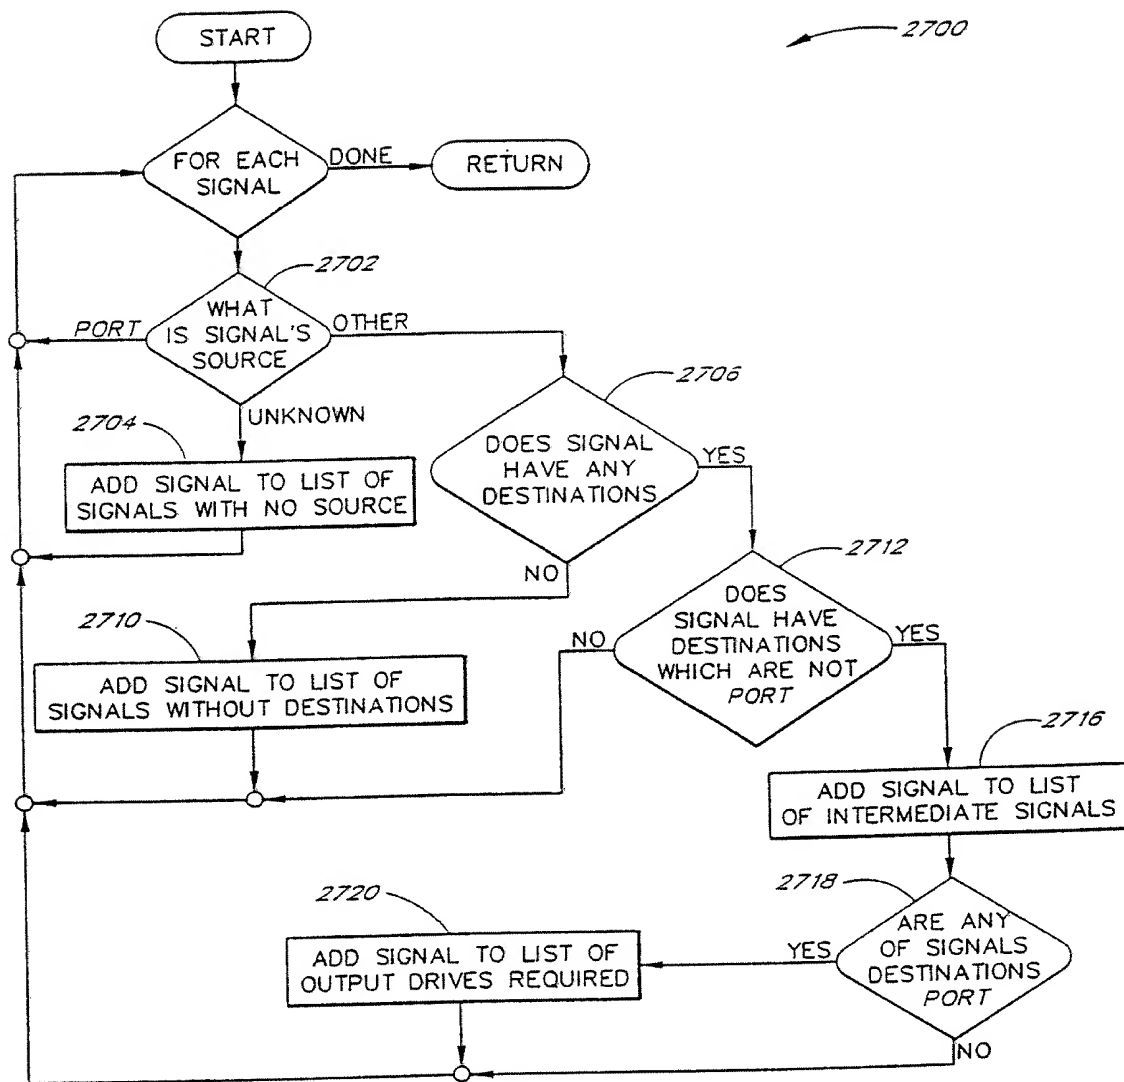 START
2700
FOR EACH
SIGNAL
DONE
RETURN
2702
WHAT
IS SIGNAL'S
SOURCE
PORT
OTHER
UNKNOWN
2704
ADD SIGNAL TO LIST OF
SIGNALS WITH NO SOURCE
2706
DOES SIGNAL
HAVE ANY
DESTINATIONS
YES
NO
2710
ADD SIGNAL TO LIST OF
SIGNALS WITHOUT DESTINATIONS
2712
DOES
SIGNAL HAVE
DESTINATIONS
WHICH ARE NOT
PORT
NO
YES
2716
ADD SIGNAL TO LIST
OF INTERMEDIATE SIGNALS
2718
ARE ANY
OF SIGNALS
DESTINATIONS
PORT
YES
NO
2720
ADD SIGNAL TO LIST OF
OUTPUT DRIVES REQUIRED